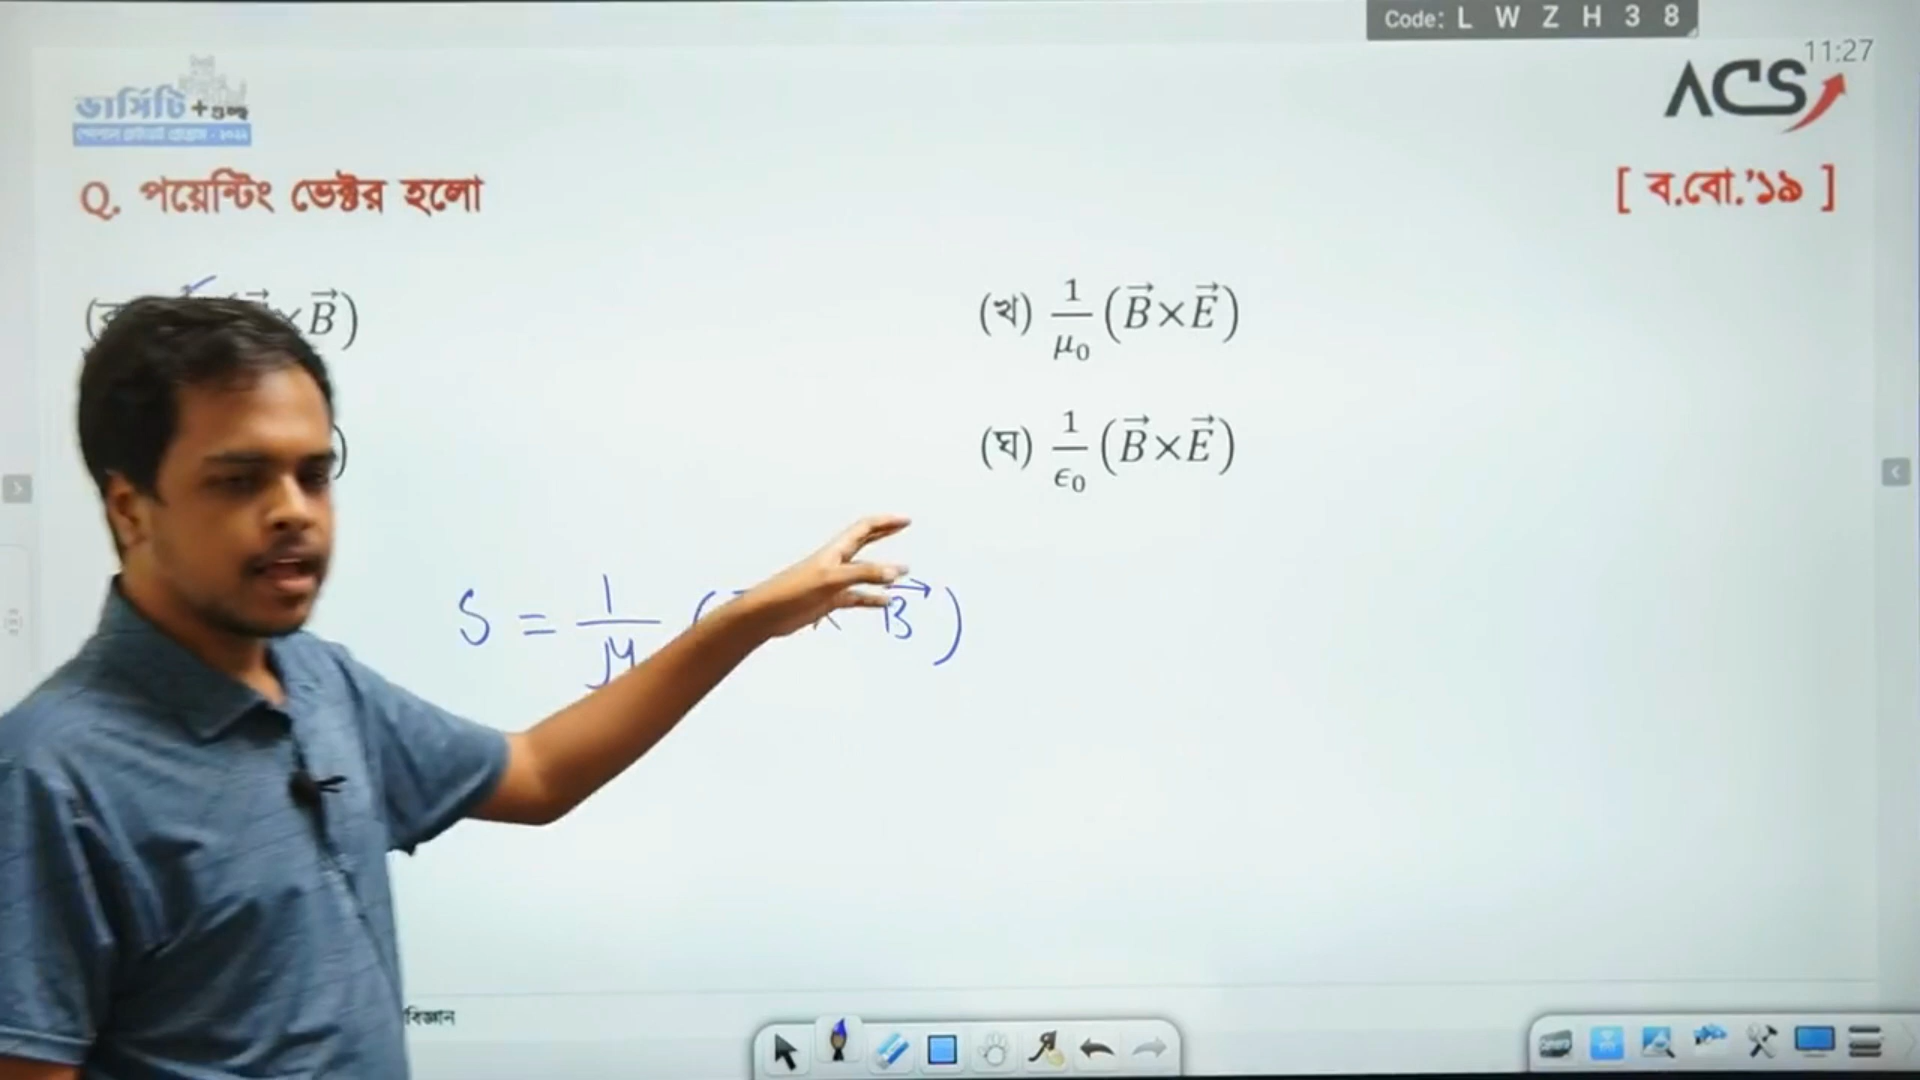 Code: L W Z H 3 8
11:27
ভার্সিটি +
ACS
Q. পয়েন্টিং ভেক্টর হলো
[ ব.বো.'১৯ ]
×B⃗)
(খ) 1/μ₀ (B⃗×E⃗)
)
(ঘ) 1/ϵ₀ (B⃗×E⃗)
S = 1/μ ( × B⃗ )
বিজ্ঞান